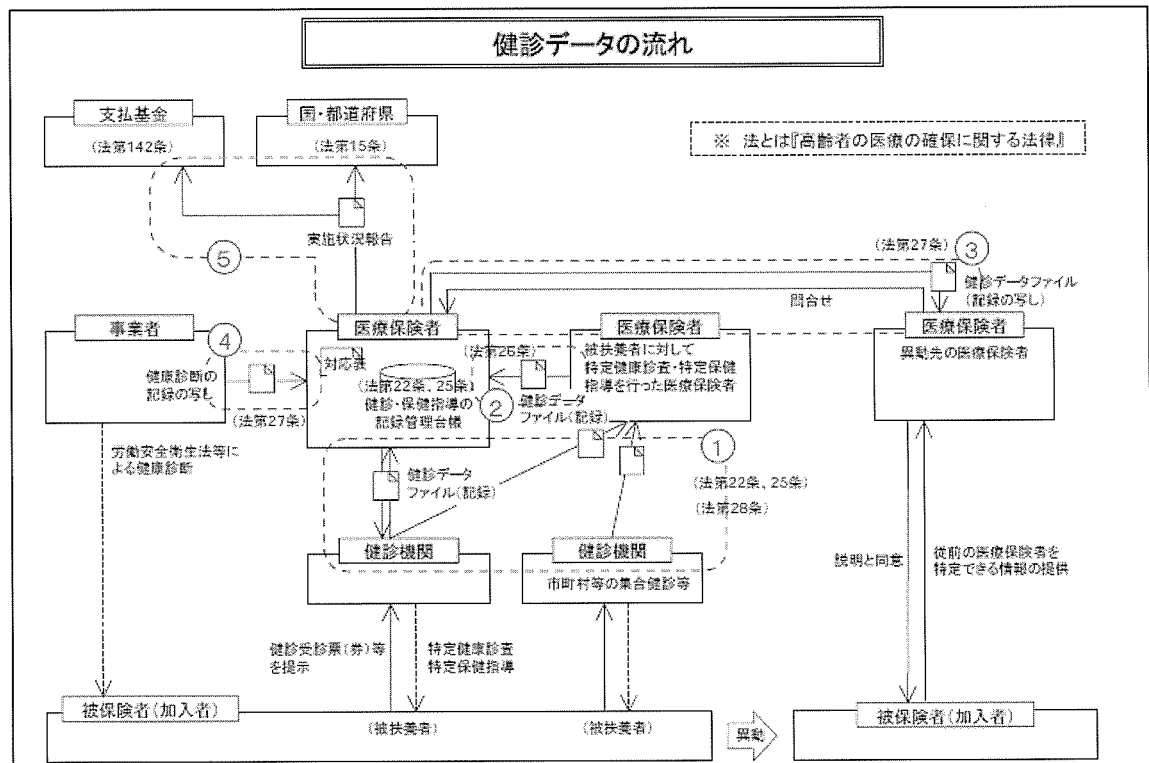 健診データの流れ
支払基金
(法第142条)
国・都道府県
(法第15条)
※ 法とは『高齢者の医療の確保に関する法律』
実施状況報告
⑤
(法第27条)
③
健診データファイル
(記録の写し)
問合せ
事業者
④
健康診断の
記録の写し
(法第27条)
医療保険者
対応表
(法第22条、25条)
健診・保健指導の
記録管理台帳
(法第26条)
②
健診データ
ファイル(記録)
医療保険者
被扶養者に対して
特定健康診査・特定保健
指導を行った医療保険者
医療保険者
異動先の医療保険者
労働安全衛生法等に
よる健康診断
健診データ
ファイル(記録)
①
(法第22条、25条)
(法第28条)
健診機関
健診機関
市町村等の集合健診等
説明と同意
従前の医療保険者を
特定できる情報の提供
健診受診票(券)等
を提示
特定健康診査
特定保健指導
被保険者(加入者)
(被扶養者)
(被扶養者)
異動
被保険者(加入者)